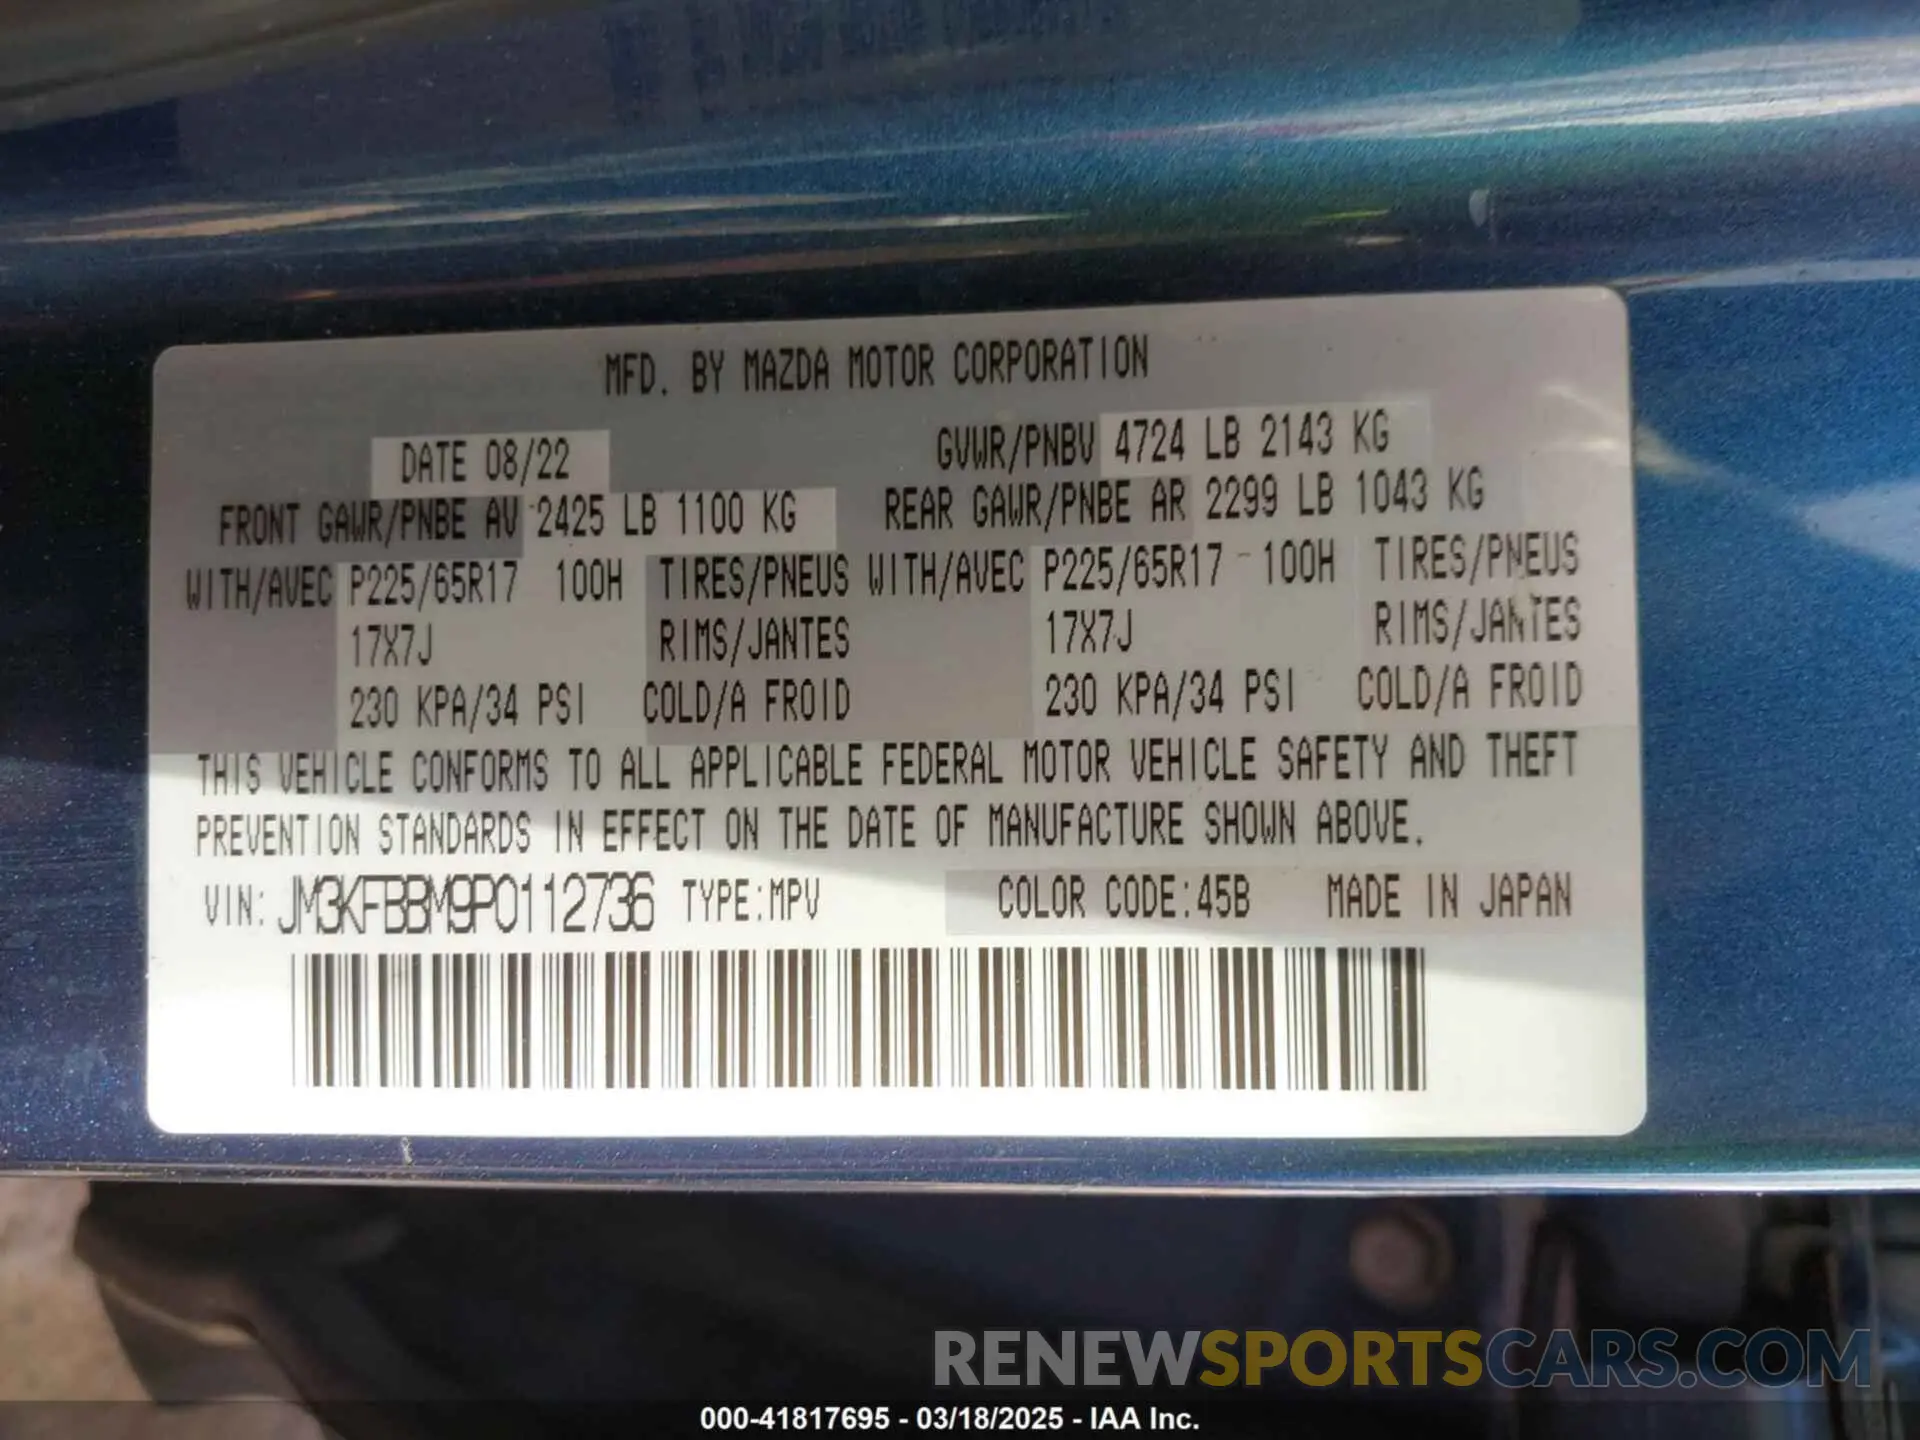 MFD. BY MAZDA MOTOR CORPORATION
DATE 08/22 GVWR/PNBV 4724 LB 2143 KG
FRONT GAWR/PNBE AV 2425 LB 1100 KG REAR GAWR/PNBE AR 2299 LB 1043 KG
WITH/AVEC P225/65R17 100H TIRES/PNEUS WITH/AVEC P225/65R17 100H TIRES/PNEUS
17X7J RIMS/JANTES 17X7J RIMS/JANTES
230 KPA/34 PSI COLD/A FROID 230 KPA/34 PSI COLD/A FROID
THIS VEHICLE CONFORMS TO ALL APPLICABLE FEDERAL MOTOR VEHICLE SAFETY AND THEFT
PREVENTION STANDARDS IN EFFECT ON THE DATE OF MANUFACTURE SHOWN ABOVE.
VIN: JM3KFBBM9P0112736 TYPE:MPV COLOR CODE:45B MADE IN JAPAN
RENEWSPORTSCARS.COM
000-41817695 - 03/18/2025 - IAA Inc.